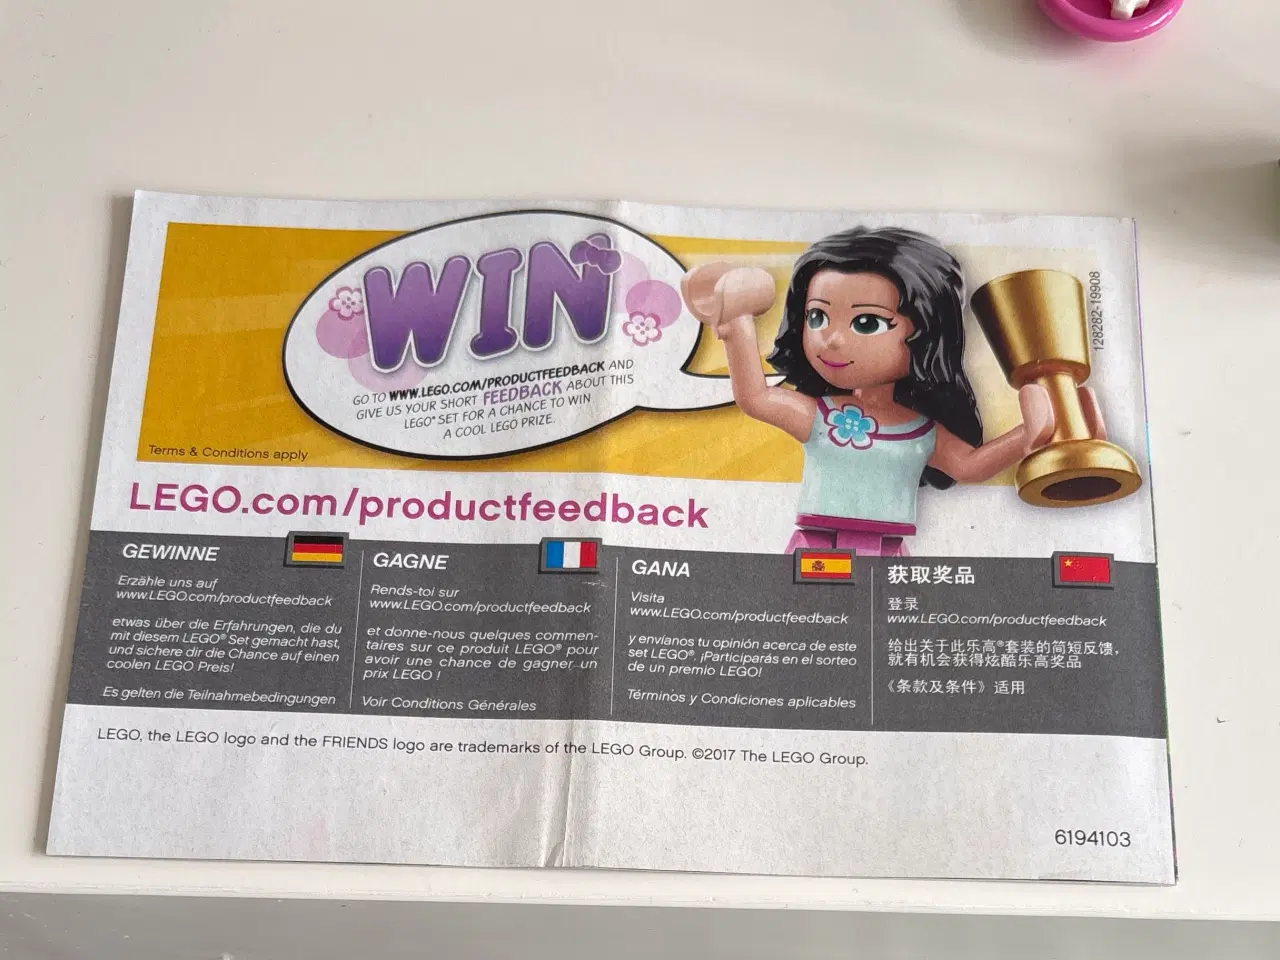 WIN
GO TO WWW.LEGO.COM/PRODUCTFEEDBACK AND
GIVE US YOUR SHORT FEEDBACK ABOUT THIS
LEGO® SET FOR A CHANCE TO WIN
A COOL LEGO PRIZE.
128282-19908
Terms & Conditions apply
LEGO.com/productfeedback
GEWINNE
Erzähle uns auf
www.LEGO.com/productfeedback
etwas über die Erfahrungen, die du
mit diesem LEGO® Set gemacht hast,
und sichere dir die Chance auf einen
coolen LEGO Preis!
Es gelten die Teilnahmebedingungen
GAGNE
Rends-toi sur
www.LEGO.com/productfeedback
et donne-nous quelques commen-
taires sur ce produit LEGO® pour
avoir une chance de gagner un
prix LEGO !
Voir Conditions Générales
GANA
Visita
www.LEGO.com/productfeedback
y envíanos tu opinión acerca de este
set LEGO®. ¡Participarás en el sorteo
de un premio LEGO!
Términos y Condiciones aplicables
获取奖品
登录
www.LEGO.com/productfeedback
给出关于此乐高®套装的简短反馈,
就有机会获得炫酷乐高奖品
《条款及条件》适用
LEGO, the LEGO logo and the FRIENDS logo are trademarks of the LEGO Group. ©2017 The LEGO Group.
6194103